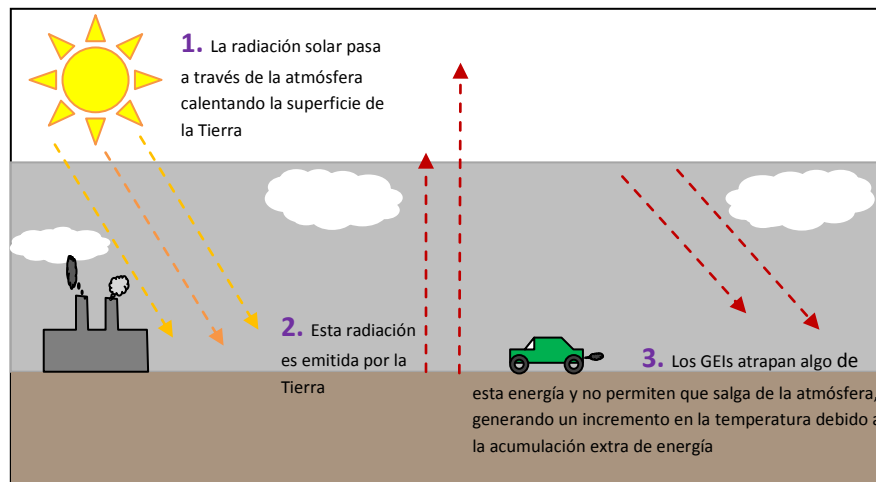 1. La radiación solar pasa
a través de la atmósfera
calentando la superficie de
la Tierra
2. Esta radiación
es emitida por la
Tierra
3. Los GEIs atrapan algo de
esta energía y no permiten que salga de la atmósfera,
generando un incremento en la temperatura debido a
la acumulación extra de energía